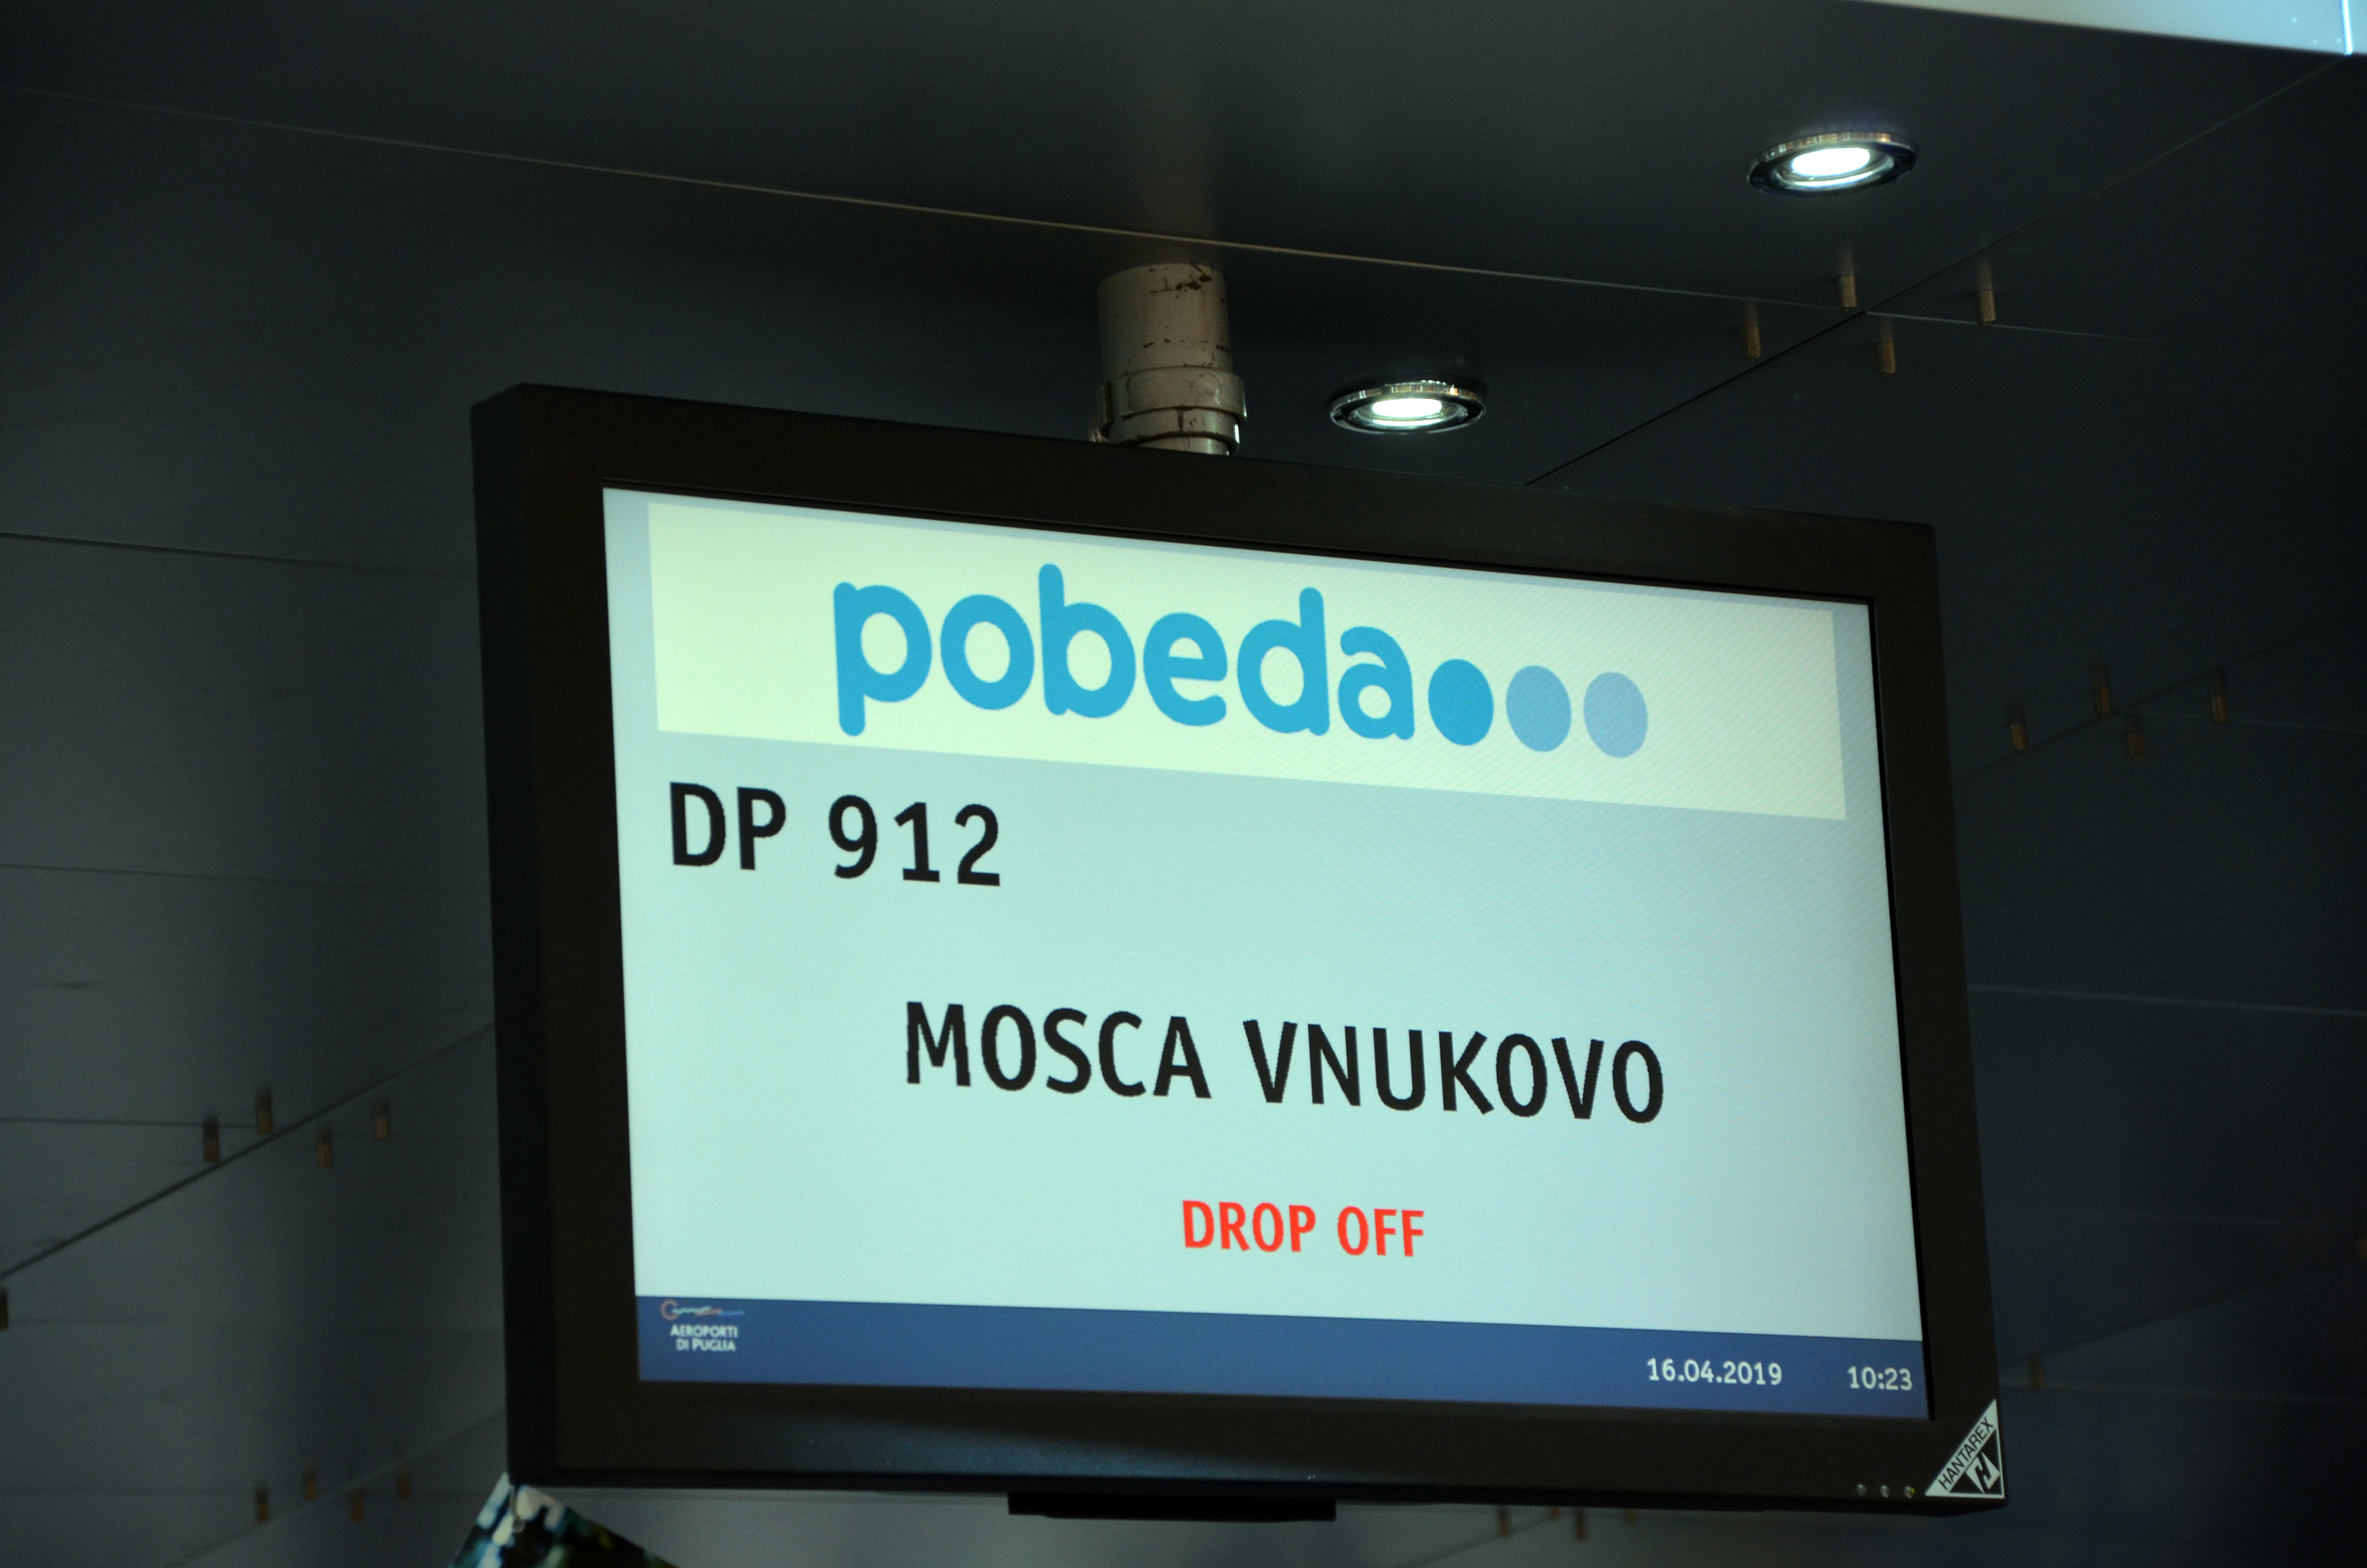 pobeda
DP 912
MOSCA VNUKOVO
DROP OFF
AEROPORTI
DI PUGLIA
16.04.2019 10:23
HANTAREX